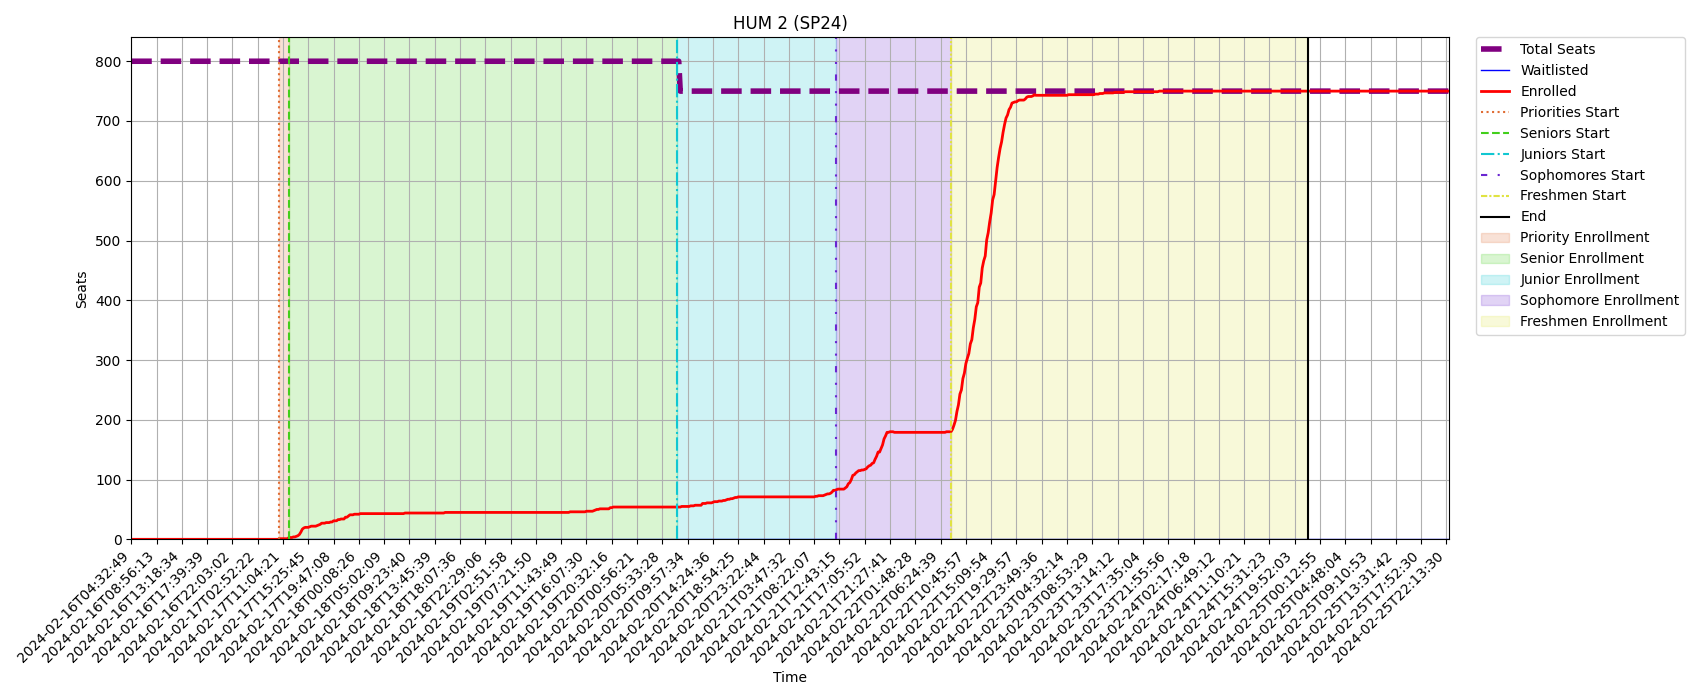 HUM 2 (SP24)
Seats
800
700
600
500
400
300
200
100
0
2024-02-16T04:32:49
2024-02-16T08:56:13
2024-02-16T13:18:34
2024-02-16T17:39:39
2024-02-16T22:03:02
2024-02-17T02:52:22
2024-02-17T11:04:21
2024-02-17T15:25:45
2024-02-17T19:47:08
2024-02-18T00:08:26
2024-02-18T05:02:09
2024-02-18T09:23:40
2024-02-18T13:45:39
2024-02-18T18:07:36
2024-02-18T22:29:06
2024-02-19T02:51:58
2024-02-19T07:21:50
2024-02-19T11:43:49
2024-02-19T16:07:30
2024-02-19T20:32:16
2024-02-20T00:56:21
2024-02-20T05:33:28
2024-02-20T09:57:34
2024-02-20T14:24:36
2024-02-20T18:54:25
2024-02-20T23:22:44
2024-02-21T03:47:32
2024-02-21T08:22:07
2024-02-21T12:43:15
2024-02-21T17:05:52
2024-02-21T21:27:41
2024-02-22T01:48:28
2024-02-22T06:24:39
2024-02-22T10:45:57
2024-02-22T15:09:54
2024-02-22T19:29:57
2024-02-22T23:49:36
2024-02-23T04:32:14
2024-02-23T08:53:29
2024-02-23T13:14:12
2024-02-23T17:35:04
2024-02-23T21:55:56
2024-02-24T02:17:18
2024-02-24T06:49:12
2024-02-24T11:10:21
2024-02-24T15:31:23
2024-02-24T19:52:03
2024-02-25T00:12:55
2024-02-25T04:48:04
2024-02-25T09:10:53
2024-02-25T13:31:42
2024-02-25T17:52:30
2024-02-25T22:13:30
Time
Total Seats
Waitlisted
Enrolled
Priorities Start
Seniors Start
Juniors Start
Sophomores Start
Freshmen Start
End
Priority Enrollment
Senior Enrollment
Junior Enrollment
Sophomore Enrollment
Freshmen Enrollment